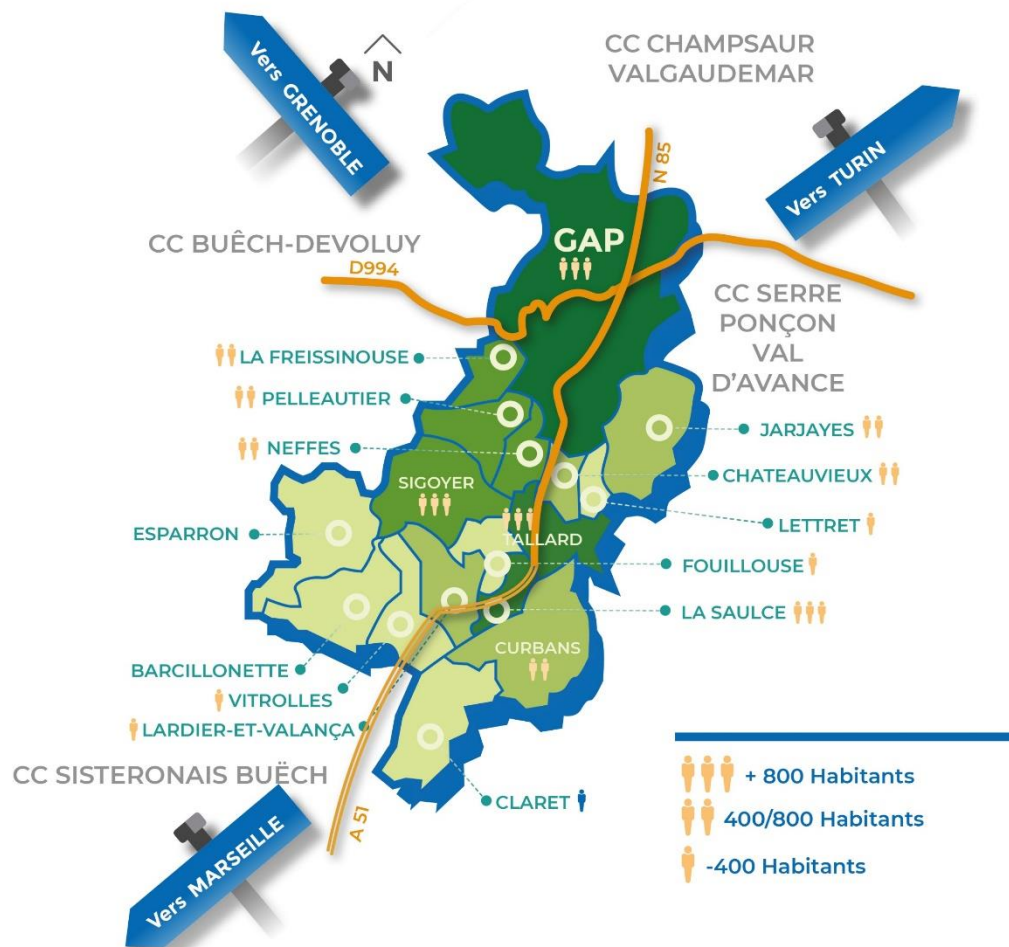 CC CHAMPSAUR
VALGAUDEMAR
Vers GRENOBLE
N
N 85
Vers TURIN
CC BUÊCH-DEVOLUY
GAP
D994
CC SERRE
PONÇON
VAL
D'AVANCE
LA FREISSINOUSE
PELLEAUTIER
JARJAYES
NEFFES
CHATEAUVIEUX
SIGOYER
LETTRET
ESPARRON
TALLARD
FOUILLOUSE
LA SAULCE
CURBANS
BARCILLONETTE
VITROLLES
LARDIER-ET-VALANÇA
CC SISTERONAIS BUËCH
+ 800 Habitants
CLARET
A 51
400/800 Habitants
-400 Habitants
Vers MARSEILLE